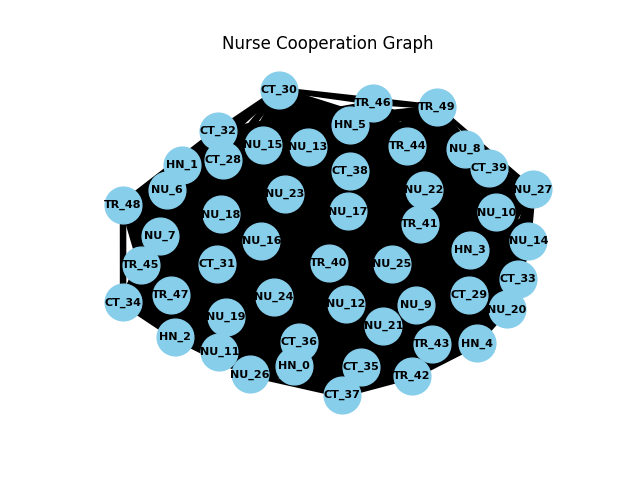 Nurse Cooperation Graph
CT_30
TR_46
TR_49
HN_5
CT_32
NU_15
NU_13
TR_44
NU_8
CT_28
HN_1
CT_38
CT_39
NU_6
NU_23
NU_22
NU_27
TR_48
NU_18
NU_17
NU_10
TR_41
NU_7
NU_16
NU_14
HN_3
TR_45
CT_31
TR_40
NU_25
CT_33
TR_47
NU_24
CT_29
CT_34
NU_12
NU_9
NU_20
NU_19
NU_21
HN_2
CT_36
TR_43
HN_4
NU_11
HN_0
CT_35
NU_26
TR_42
CT_37